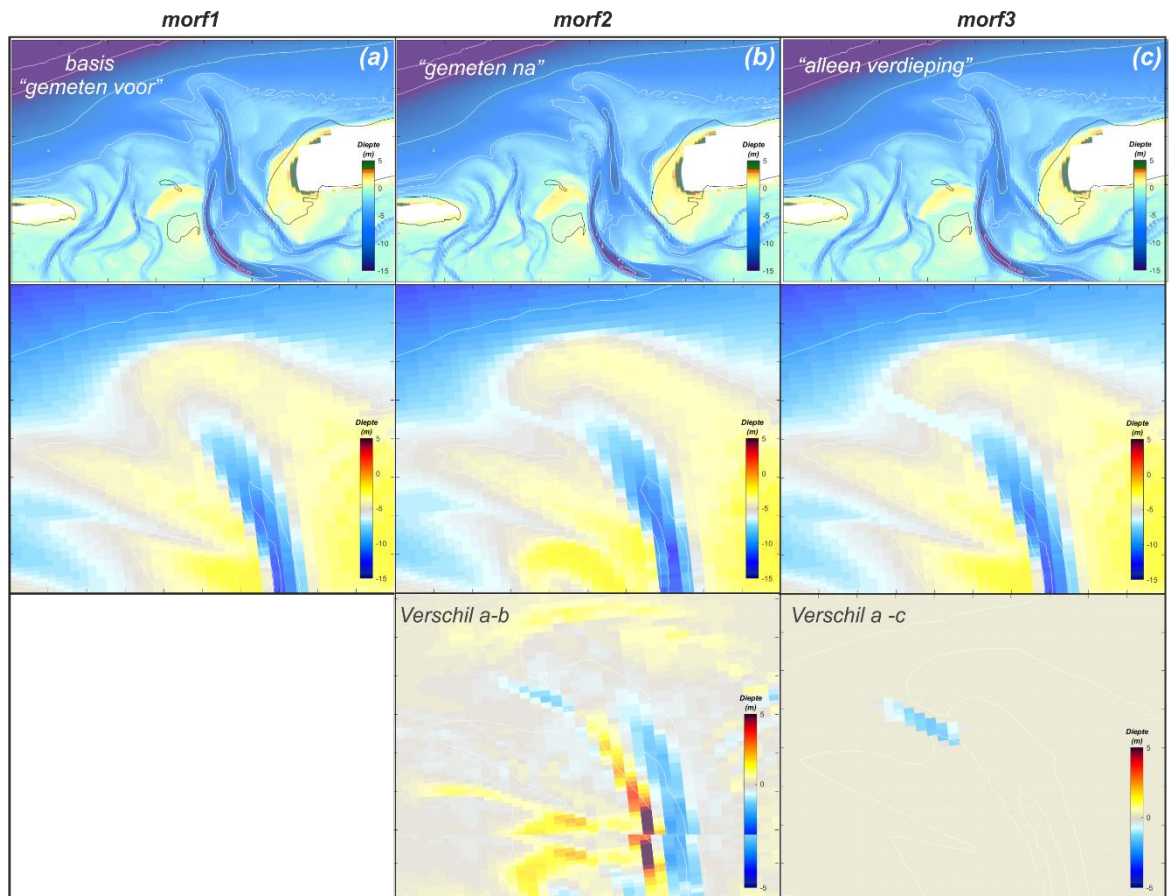 morf1
morf2
morf3
basis
"gemeten voor"
(a)
"gemeten na"
(b)
"alleen verdieping"
(c)
Diepte
(m)
5
0
-5
-10
-15
Diepte
(m)
5
0
-5
-10
-15
Diepte
(m)
5
0
-5
-10
-15
Diepte
(m)
5
0
-5
-10
-15
Diepte
(m)
5
0
-5
-10
-15
Diepte
(m)
5
0
-5
-10
-15
Verschil a-b
Verschil a -c
Diepte
(m)
5
0
-5
Diepte
(m)
5
0
-5